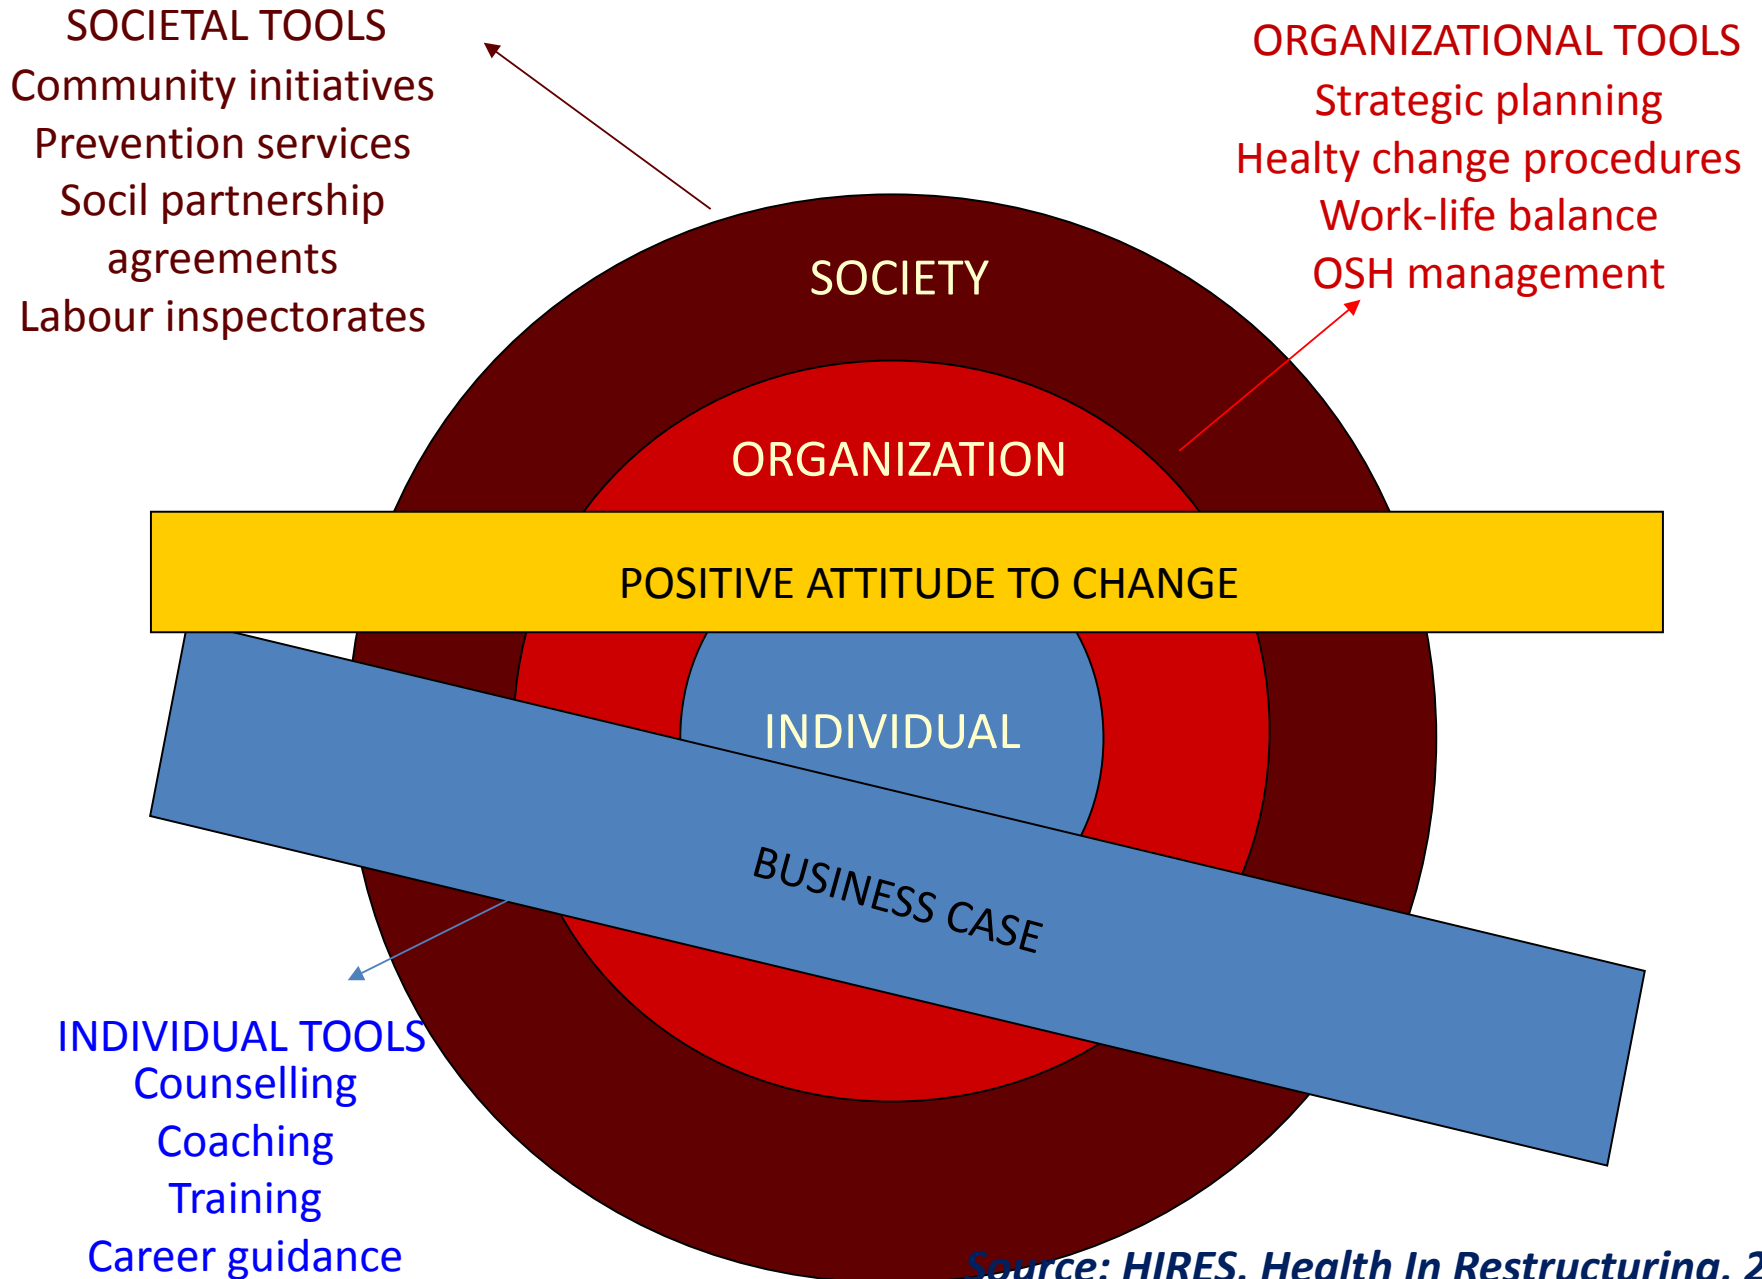 SOCIETAL TOOLS
Community initiatives
Prevention services
Socil partnership
agreements
Labour inspectorates
ORGANIZATIONAL TOOLS
Strategic planning
Healty change procedures
Work-life balance
OSH management
SOCIETY
ORGANIZATION
POSITIVE ATTITUDE TO CHANGE
INDIVIDUAL
BUSINESS CASE
INDIVIDUAL TOOLS
Counselling
Coaching
Training
Career guidance
Source: HIRES. Health In Restructuring. 2